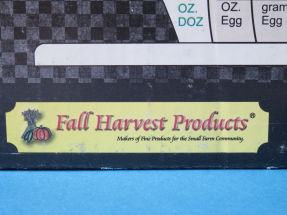 OZ. OZ. gram
DOZ Egg Egg
Fall Harvest Products®
Makers of Fine Products for the Small Farm Community.